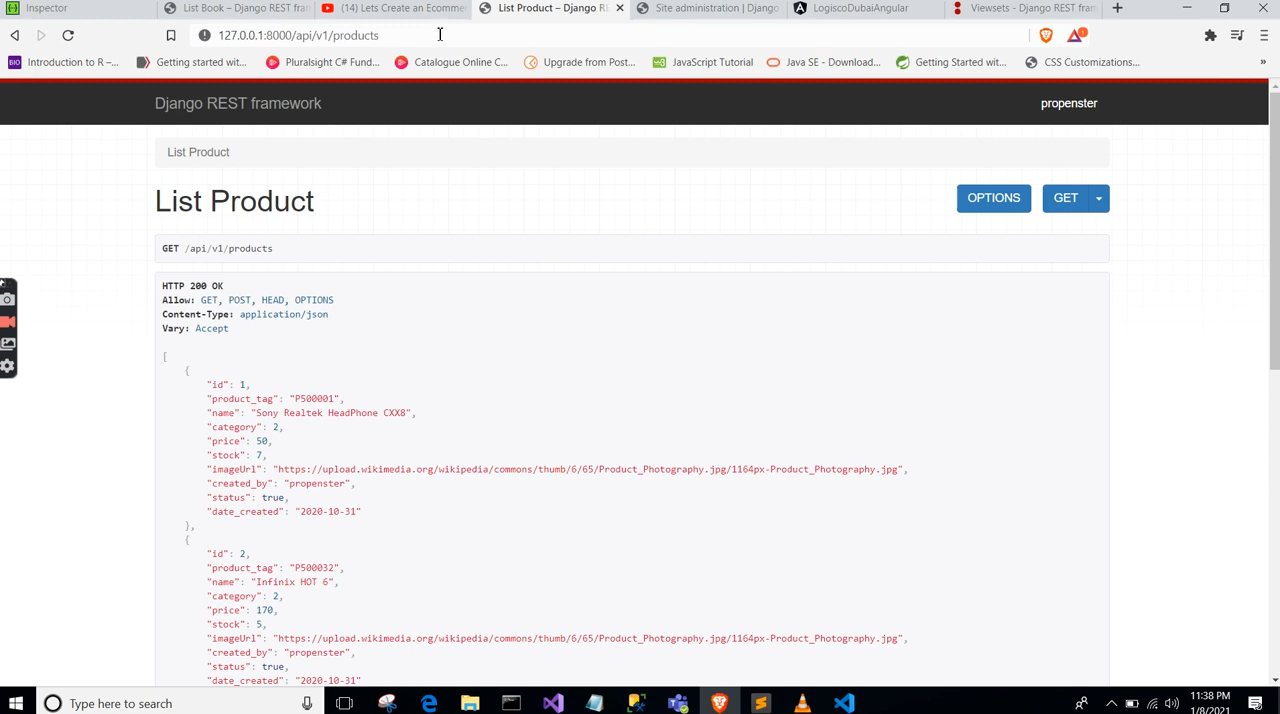 Inspector
List Book – Django REST fran
(14) Lets Create an Ecomme
List Product – Django RE
Site administration | Django
LogiscoDubaiAngular
Viewsets - Django REST fram
127.0.0.1:8000/api/v1/products
1
Introduction to R –...
Getting started wit...
Pluralsight C# Fund...
Catalogue Online C...
Upgrade from Post...
JavaScript Tutorial
Java SE - Download...
Getting Started wit...
CSS Customizations...
»
Django REST framework
propenster
List Product
List Product
OPTIONS
GET
GET /api/v1/products
HTTP 200 OK
Allow: GET, POST, HEAD, OPTIONS
Content-Type: application/json
Vary: Accept
[
{
"id": 1,
"product_tag": "P500001",
"name": "Sony Realtek HeadPhone CXX8",
"category": 2,
"price": 50,
"stock": 7,
"imageUrl": "https://upload.wikimedia.org/wikipedia/commons/thumb/6/65/Product_Photography.jpg/1164px-Product_Photography.jpg",
"created_by": "propenster",
"status": true,
"date_created": "2020-10-31"
},
{
"id": 2,
"product_tag": "P500032",
"name": "Infinix HOT 6",
"category": 2,
"price": 170,
"stock": 5,
"imageUrl": "https://upload.wikimedia.org/wikipedia/commons/thumb/6/65/Product_Photography.jpg/1164px-Product_Photography.jpg",
"created_by": "propenster",
"status": true,
"date_created": "2020-10-31"
Type here to search
11:38 PM
1/8/2021